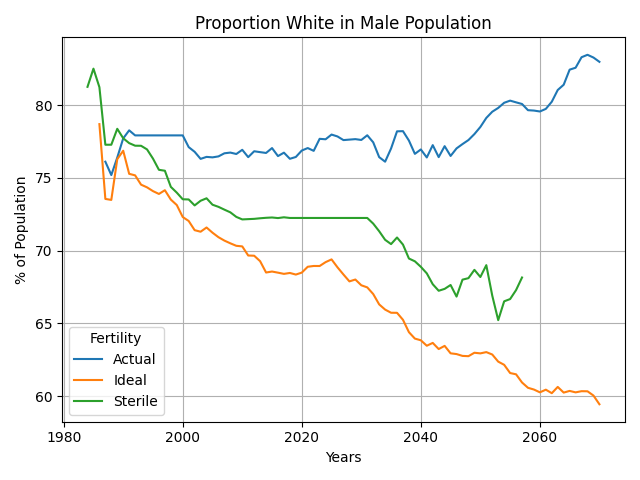 Proportion White in Male Population
% of Population
80
75
70
65
60
Fertility
Actual
Ideal
Sterile
1980
2000
2020
2040
2060
Years